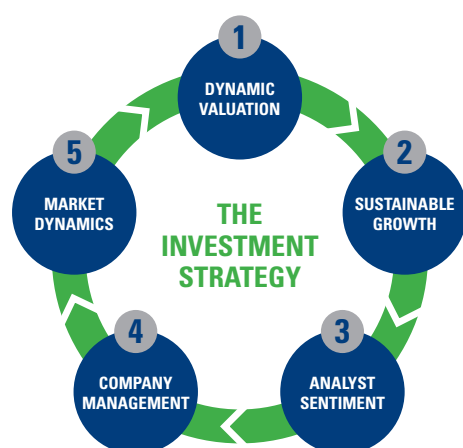 1
DYNAMIC
VALUATION
2
SUSTAINABLE
GROWTH
3
ANALYST
SENTIMENT
4
COMPANY
MANAGEMENT
5
MARKET
DYNAMICS
THE
INVESTMENT
STRATEGY